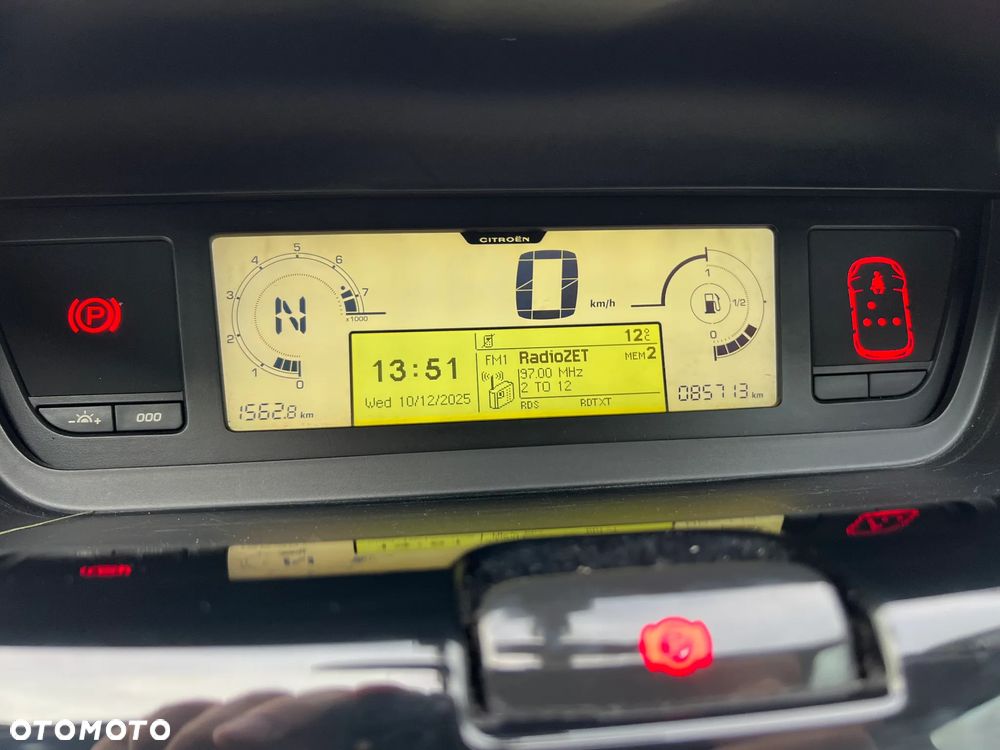 CITROËN
5
4
6
3
7
x1000
2
1
0
N
0
km/h
1
1/2
0
12°C
FM1 RadioZET MEM2
13:51
97.00 MHz
2 TO 12
Wed 10/12/2025
RDS RDTXT
1562.8 km
085713 km
P
- +
000
P
OTOMOTO